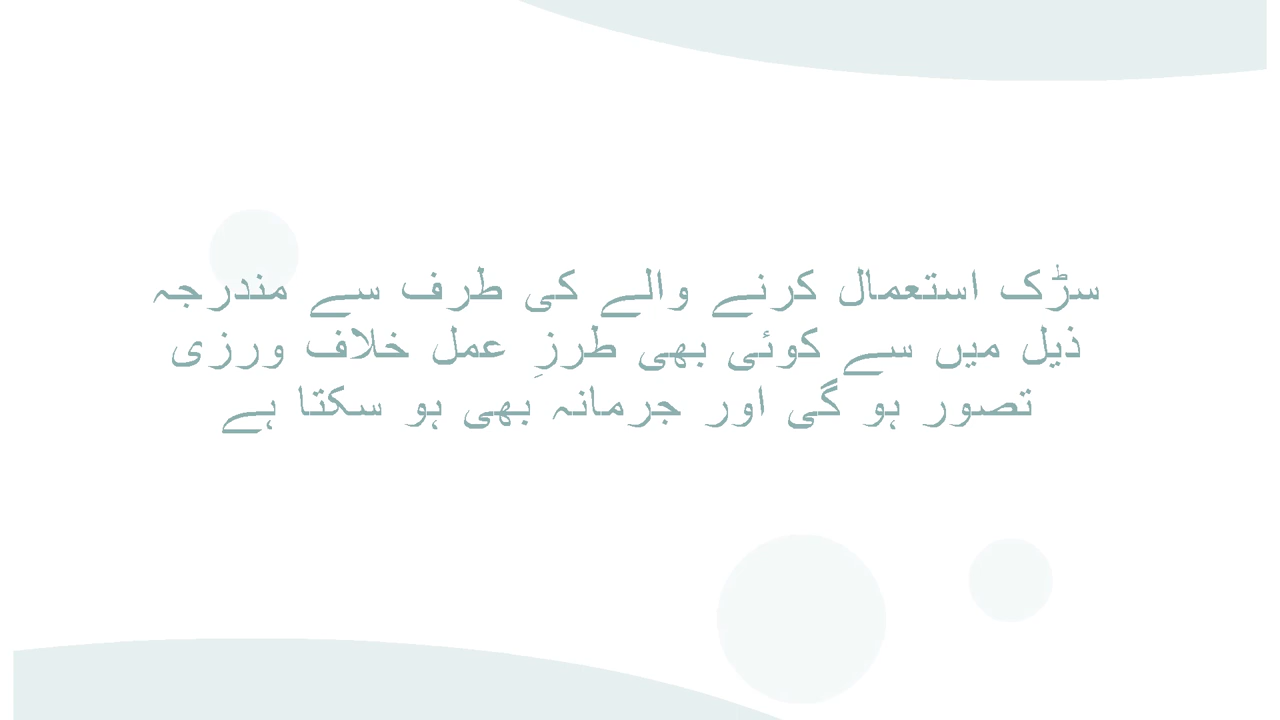 سڑک استعمال کرنے والے کی طرف سے مندرجہ
ذیل میں سے کوئی بھی طرزِ عمل خلاف ورزی
تصور ہو گی اور جرمانہ بھی ہو سکتا ہے